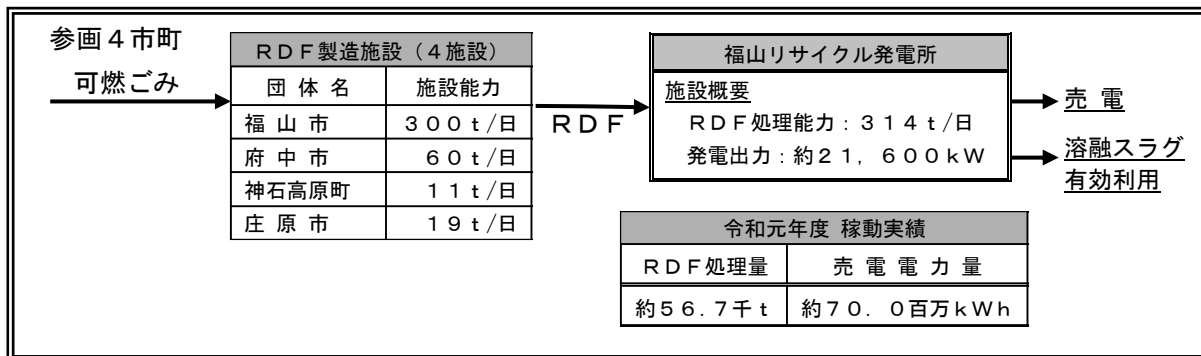 参画４市町
可燃ごみ
ＲＤＦ製造施設（４施設）
団 体 名 施設能力
福 山 市 ３００ｔ/日
府 中 市 ６０ｔ/日
神石高原町 １１ｔ/日
庄 原 市 １９ｔ/日
ＲＤＦ
福山リサイクル発電所
施設概要
ＲＤＦ処理能力：３１４ｔ/日
発電出力：約２１，６００ｋＷ
売 電
溶融スラグ
有効利用
令和元年度 稼動実績
ＲＤＦ処理量 売 電 電 力 量
約５６.７千ｔ 約７０．０百万ｋＷｈ